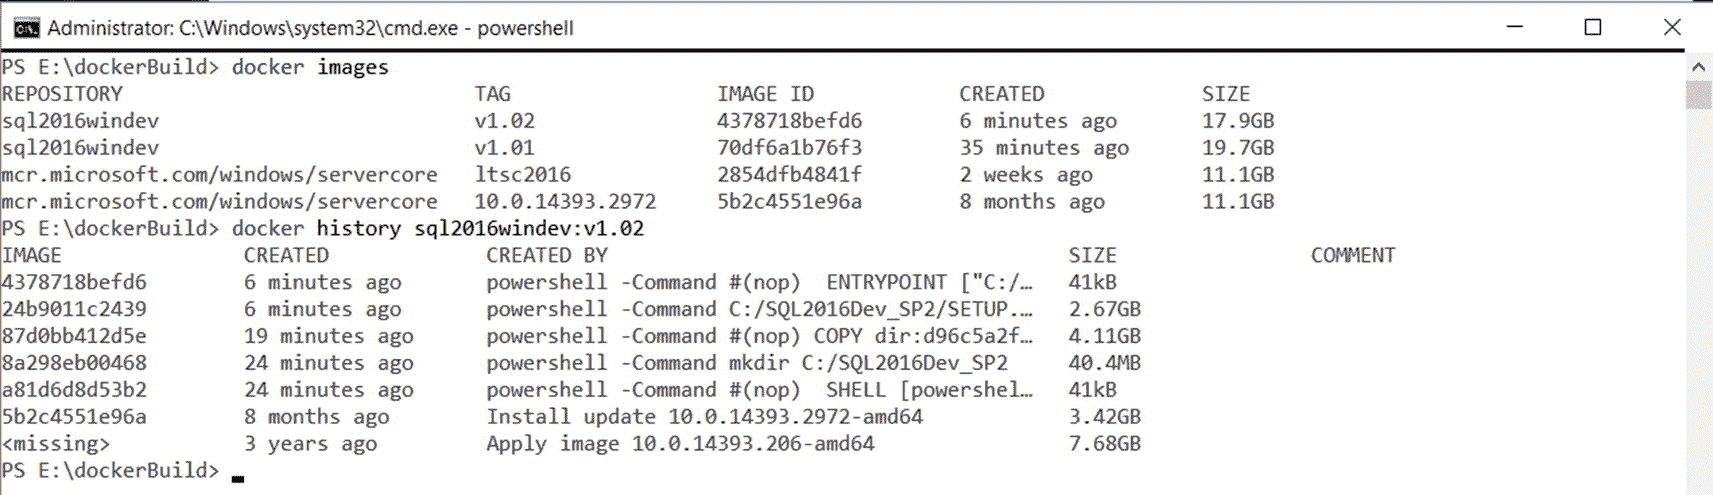 Administrator: C:\Windows\system32\cmd.exe - powershell
PS E:\dockerBuild> docker images
REPOSITORY TAG IMAGE ID CREATED SIZE
sql2016windev v1.02 4378718befd6 6 minutes ago 17.9GB
sql2016windev v1.01 70df6a1b76f3 35 minutes ago 19.7GB
mcr.microsoft.com/windows/servercore ltsc2016 2854dfb4841f 2 weeks ago 11.1GB
mcr.microsoft.com/windows/servercore 10.0.14393.2972 5b2c4551e96a 8 months ago 11.1GB
PS E:\dockerBuild> docker history sql2016windev:v1.02
IMAGE CREATED CREATED BY SIZE COMMENT
4378718befd6 6 minutes ago powershell -Command #(nop)  ENTRYPOINT ["C:/… 41kB
24b9011c2439 6 minutes ago powershell -Command C:/SQL2016Dev_SP2/SETUP.… 2.67GB
87d0bb412d5e 19 minutes ago powershell -Command #(nop) COPY dir:d96c5a2f… 4.11GB
8a298eb00468 24 minutes ago powershell -Command mkdir C:/SQL2016Dev_SP2 40.4MB
a81d6d8d53b2 24 minutes ago powershell -Command #(nop)  SHELL [powershel… 41kB
5b2c4551e96a 8 months ago Install update 10.0.14393.2972-amd64 3.42GB
<missing> 3 years ago Apply image 10.0.14393.206-amd64 7.68GB
PS E:\dockerBuild>